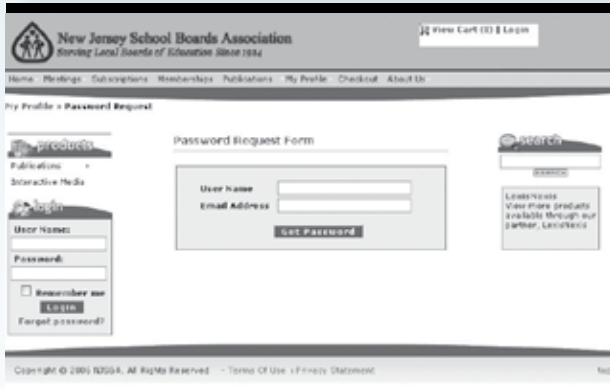 New Jersey School Boards Association
Serving Local Boards of Education Since 1914
View Cart (0) | Login
Home Meetings Subscriptions Memberships Publications My Profile Checkout About Us
My Profile » Password Request
products
Publications
Interactive Media
login
User Name:
Password:
Remember me
Login
Forgot password?
Password Request Form
User Name
Email Address
Get Password
search
SEARCH
LexisNexis
View more products
available through our
partner, LexisNexis
Copyright © 2005 NJSBA. All Rights Reserved - Terms Of Use - Privacy Statement